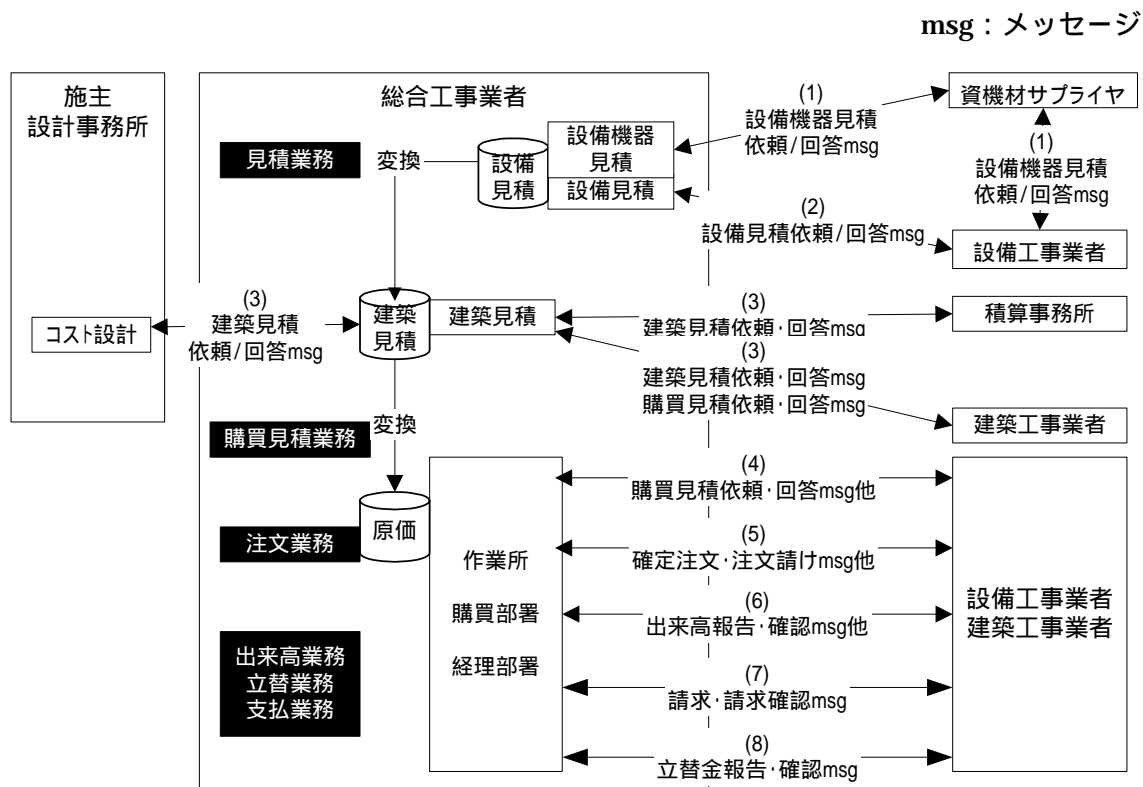 msg：メッセージ
施主
設計事務所
総合工事業者
(1)
設備機器見積
依頼/回答msg
資機材サプライヤ
(1)
設備機器見積
依頼/回答msg
見積業務
変換
設備
見積
設備機器
見積
設備見積
(2)
設備見積依頼/回答msg
設備工事業者
コスト設計
(3)
建築見積
依頼/回答msg
建築
見積
建築見積
(3)
建築見積依頼･回答msg
積算事務所
(3)
建築見積依頼･回答msg
購買見積依頼･回答msg
建築工事業者
購買見積業務
変換
(4)
購買見積依頼･回答msg他
注文業務
原価
作業所
購買部署
経理部署
(5)
確定注文･注文請けmsg他
(6)
出来高報告･確認msg他
設備工事業者
建築工事業者
出来高業務
立替業務
支払業務
(7)
請求･請求確認msg
(8)
立替金報告･確認msg